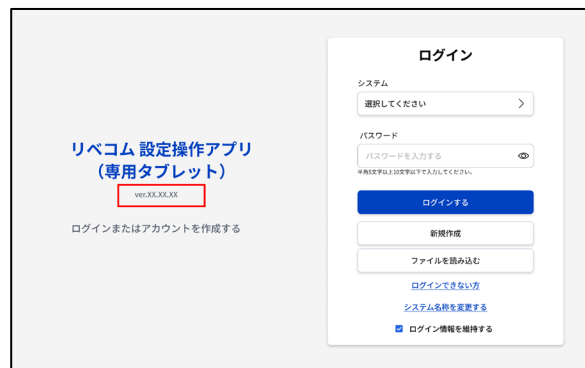 リベコム 設定操作アプリ
（専用タブレット）
ver.XX.XX.XX
ログインまたはアカウントを作成する
ログイン
システム
選択してください
パスワード
パスワードを入力する
半角5文字以上10文字以下で入力してください。
ログインする
新規作成
ファイルを読み込む
ログインできない方
システム名称を変更する
ログイン情報を維持する